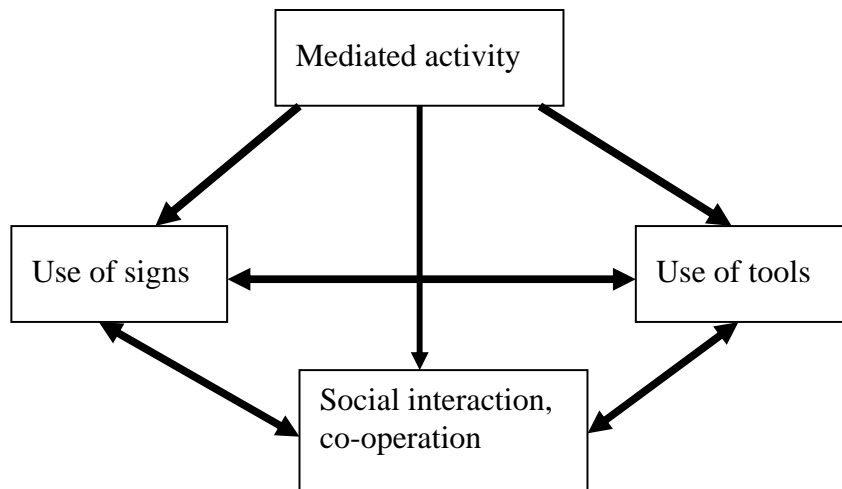 Mediated activity
Use of signs
Use of tools
Social interaction,
co-operation